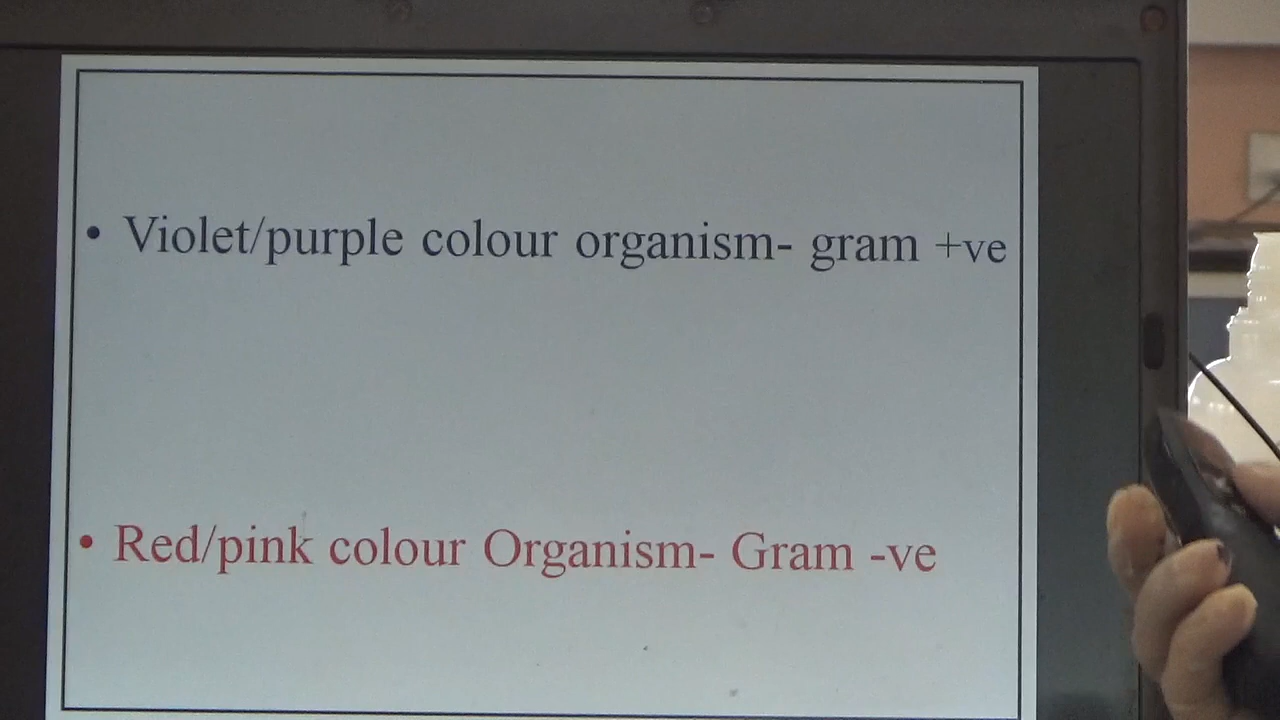 • Violet/purple colour organism- gram +ve
• Red/pink colour Organism- Gram -ve